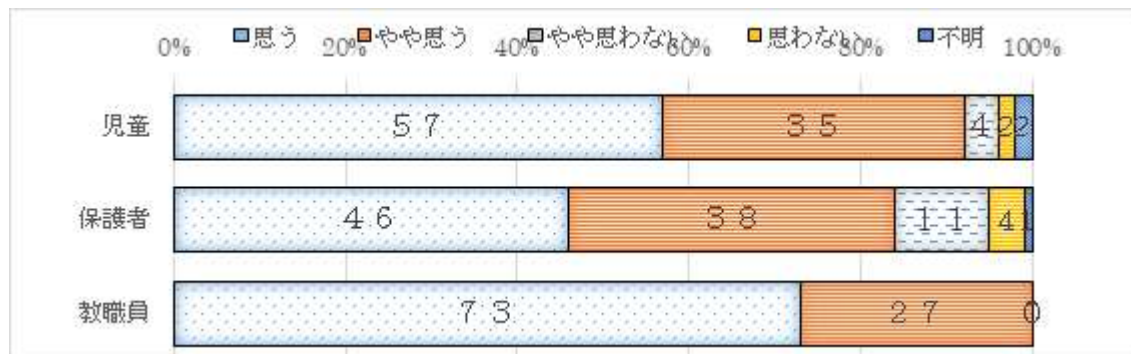 思う やや思う やや思わない 思わない 不明
0% 20% 40% 60% 80% 100%
児童 57 35 4 2 2
保護者 46 38 11 4 1
教職員 73 27 0